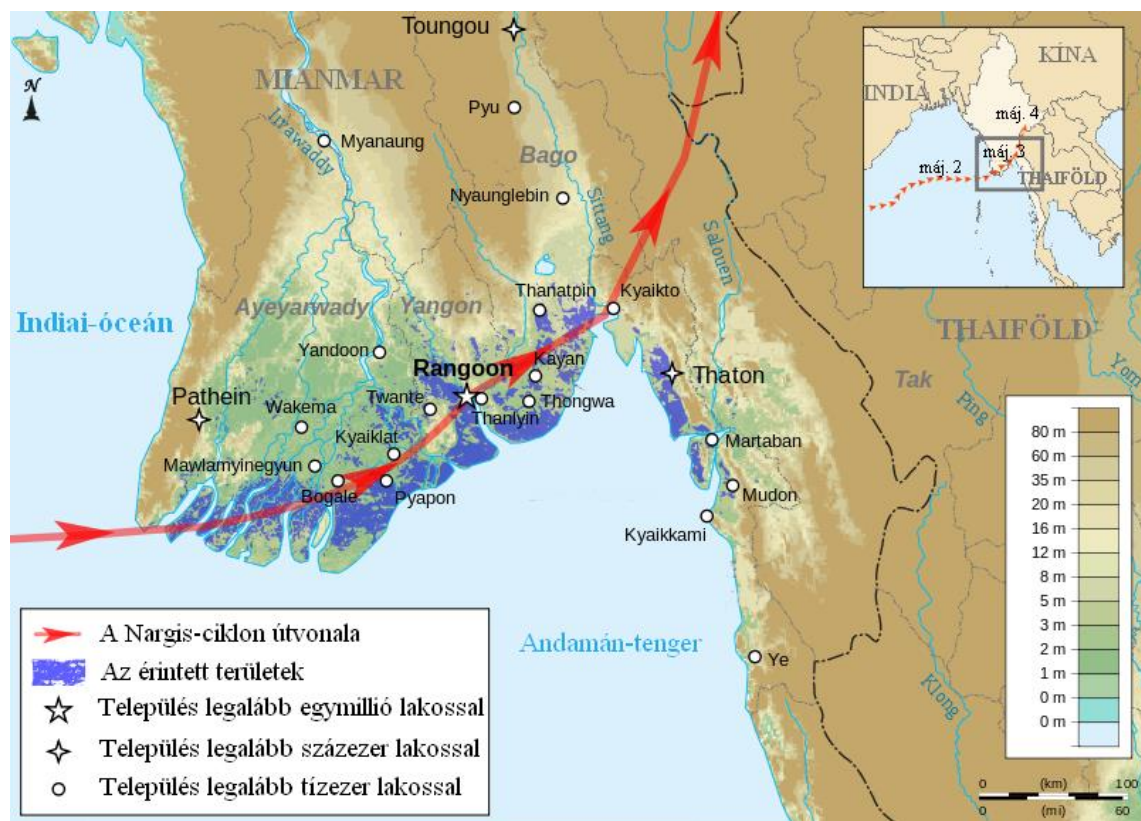 Toungou
N
MIANMAR
Pyu
Irrawaddy
Myanaung
Bago
Nyaunglebin
Sittang
Salouen
KÍNA
INDIA
máj. 4
máj. 3
máj. 2
THAIFÖLD
Thanatpin
Kyaikto
Ayeyarwady
Yangon
Indiai-óceán
THAIFÖLD
Yandoon
Rangoon
Kayan
Thaton
Tak
Ping
Yom
Pathein
Wakema
Twante
Thanlyin
Thongwa
Kyaiklat
Martaban
Mawlamyinegyun
Bogale
Pyapon
Mudon
Kyaikkami
80 m
60 m
35 m
20 m
16 m
12 m
8 m
5 m
3 m
2 m
1 m
0 m
0 m
A Nargis-ciklon útvonala
Az érintett területek
Település legalább egymillió lakossal
Település legalább százezer lakossal
Település legalább tízezer lakossal
Andamán-tenger
Ye
Klong
0 (km) 100
0 (mi) 60